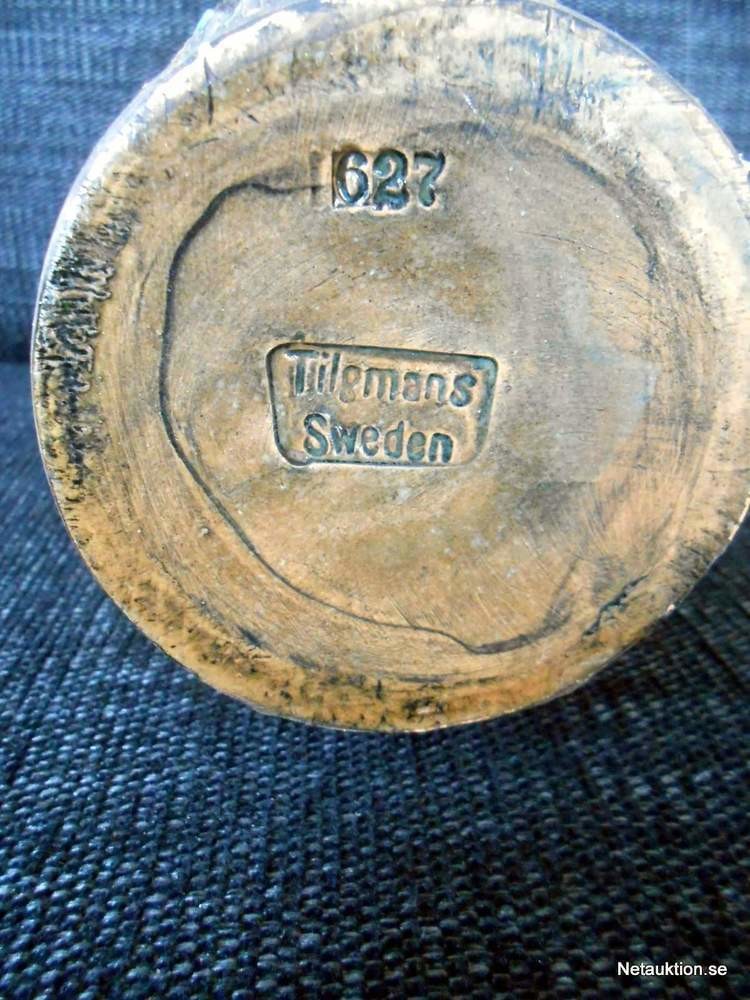 627
Tilgmans
Sweden
Netauktion.se